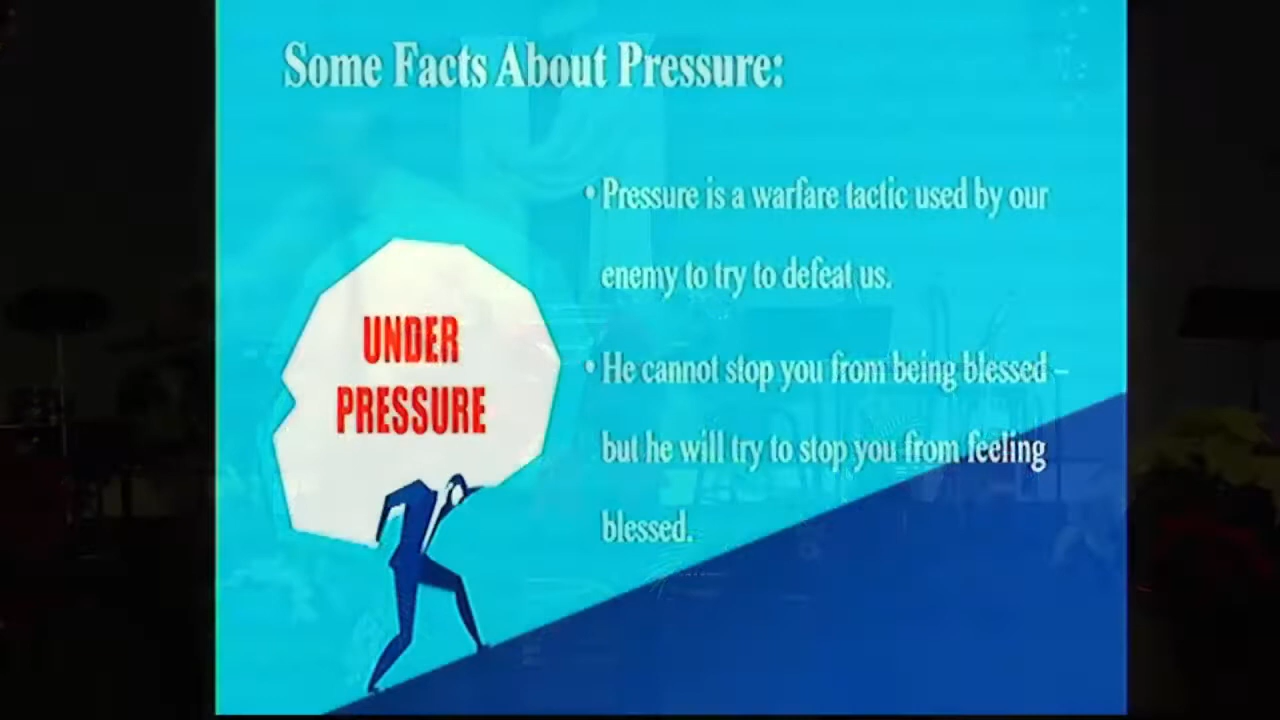 Some Facts About Pressure:
• Pressure is a warfare tactic used by our
enemy to try to defeat us.
• He cannot stop you from being blessed –
but he will try to stop you from feeling
blessed.
UNDER
PRESSURE